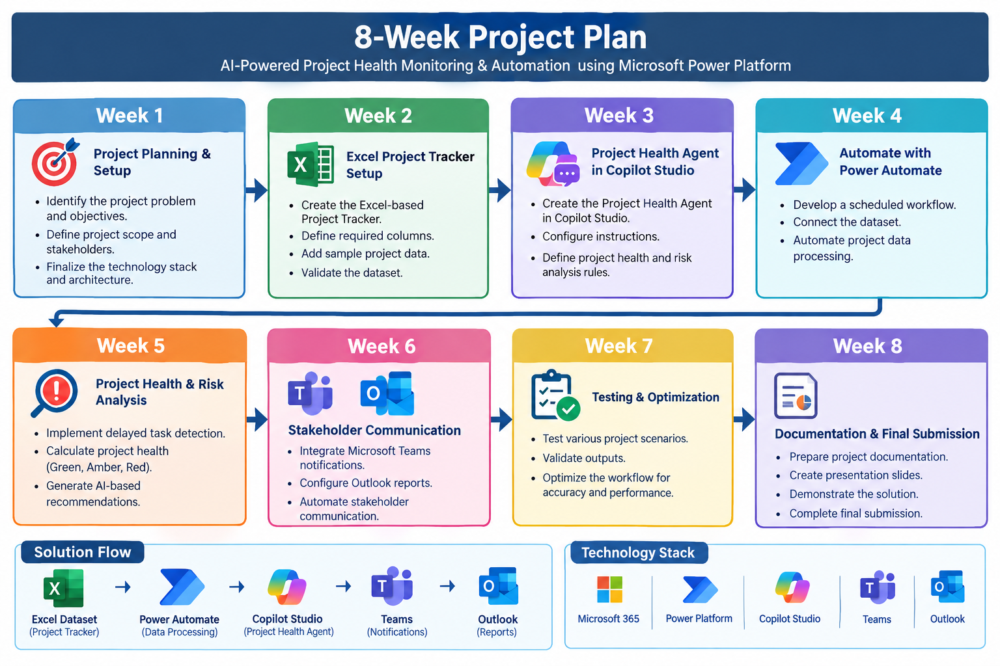 8-Week Project Plan
AI-Powered Project Health Monitoring & Automation using Microsoft Power Platform
Week 1
Project Planning &
Setup
• Identify the project problem
and objectives.
• Define project scope and
stakeholders.
• Finalize the technology stack
and architecture.
Week 2
X
Excel Project Tracker
Setup
• Create the Excel-based
Project Tracker.
• Define required columns.
• Add sample project data.
• Validate the dataset.
Week 3
Project Health Agent
in Copilot Studio
• Create the Project Health Agent
in Copilot Studio.
• Configure instructions.
• Define project health and risk
analysis rules.
Week 4
Automate with
Power Automate
• Develop a scheduled workflow.
• Connect the dataset.
• Automate project data
processing.
Week 5
Project Health & Risk
Analysis
• Implement delayed task detection.
• Calculate project health
(Green, Amber, Red).
• Generate AI-based
recommendations.
Week 6
T
O
Stakeholder Communication
• Integrate Microsoft Teams
notifications.
• Configure Outlook reports.
• Automate stakeholder
communication.
Week 7
Testing & Optimization
• Test various project scenarios.
• Validate outputs.
• Optimize the workflow for
accuracy and performance.
Week 8
Documentation & Final Submission
• Prepare project documentation.
• Create presentation slides.
• Demonstrate the solution.
• Complete final submission.
Solution Flow
X
Excel Dataset
(Project Tracker)
Power Automate
(Data Processing)
Copilot Studio
(Project Health Agent)
T
Teams
(Notifications)
O
Outlook
(Reports)
Technology Stack
Microsoft 365
Power Platform
Copilot Studio
T
Teams
O
Outlook